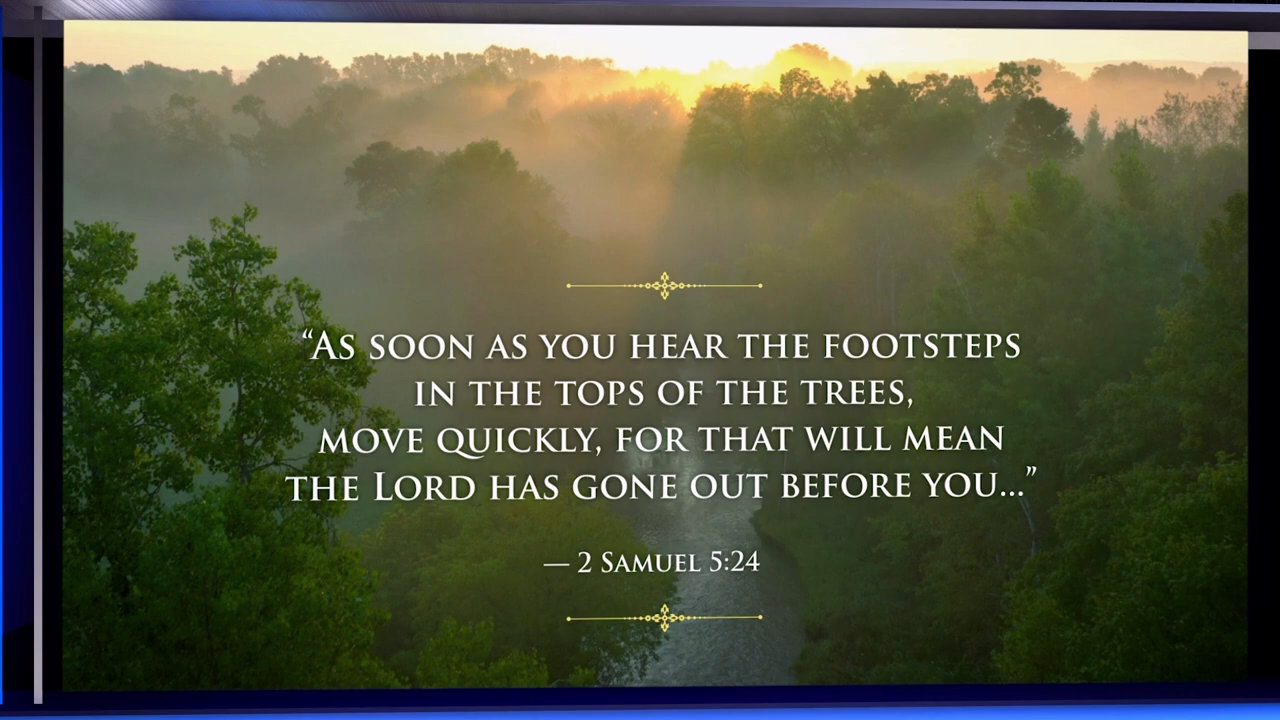 “As soon as you hear the footsteps
in the tops of the trees,
move quickly, for that will mean
the Lord has gone out before you...”
— 2 Samuel 5:24